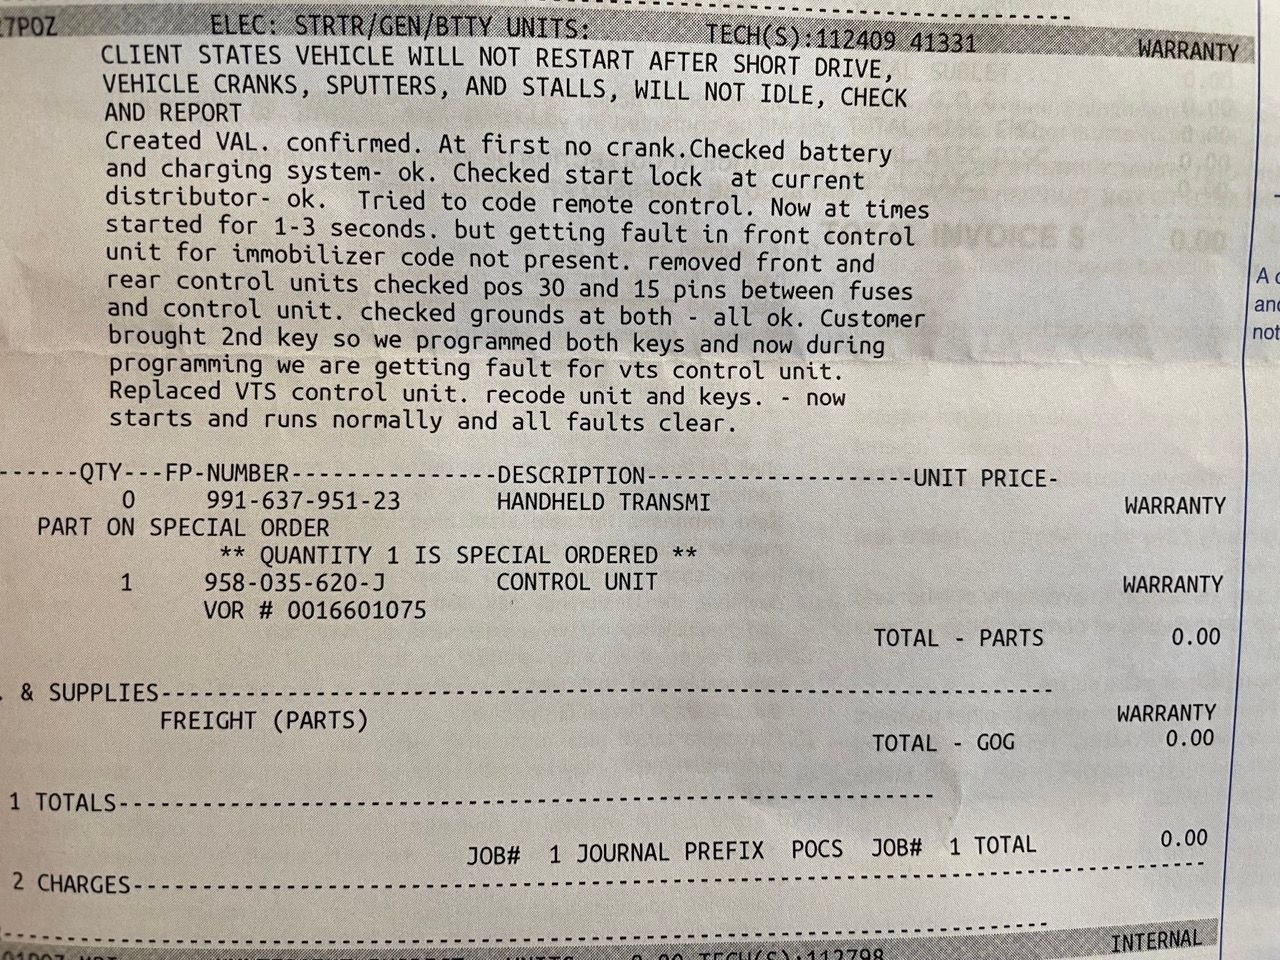 27POZ ELEC: STRTR/GEN/BTTY UNITS: TECH(S):112409 41331 WARRANTY
CLIENT STATES VEHICLE WILL NOT RESTART AFTER SHORT DRIVE,
VEHICLE CRANKS, SPUTTERS, AND STALLS, WILL NOT IDLE, CHECK
AND REPORT
Created VAL. confirmed. At first no crank.Checked battery
and charging system- ok. Checked start lock at current
distributor- ok. Tried to code remote control. Now at times
started for 1-3 seconds. but getting fault in front control
unit for immobilizer code not present. removed front and
rear control units checked pos 30 and 15 pins between fuses
and control unit. checked grounds at both - all ok. Customer
brought 2nd key so we programmed both keys and now during
programming we are getting fault for vts control unit.
Replaced VTS control unit. recode unit and keys. - now
starts and runs normally and all faults clear.
TOTAL INVOICE $ 0.00
A
and
not
------QTY---FP-NUMBER---------------DESCRIPTION-------------------UNIT PRICE-
0 991-637-951-23 HANDHELD TRANSMI WARRANTY
PART ON SPECIAL ORDER
** QUANTITY 1 IS SPECIAL ORDERED **
1 958-035-620-J CONTROL UNIT WARRANTY
VOR # 0016601075
TOTAL - PARTS 0.00
. & SUPPLIES----------------------------------------------------------------
FREIGHT (PARTS) WARRANTY
TOTAL - GOG 0.00
1 TOTALS------------------------------------------------------------
JOB# 1 JOURNAL PREFIX POCS JOB# 1 TOTAL 0.00
2 CHARGES--------------------------------------------------------------------------
INTERNAL
TECH(S):112798